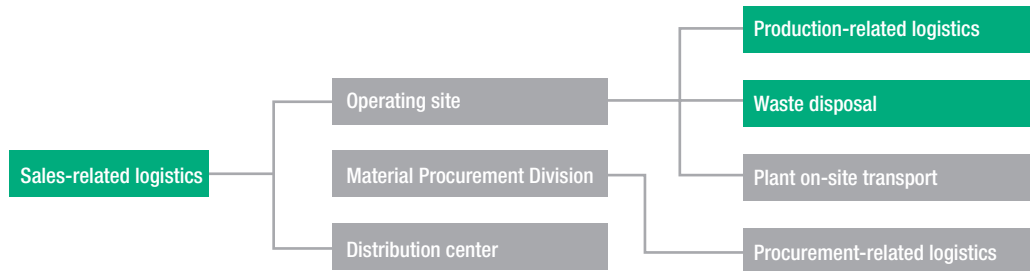 Sales-related logistics
Operating site
Material Procurement Division
Distribution center
Production-related logistics
Waste disposal
Plant on-site transport
Procurement-related logistics